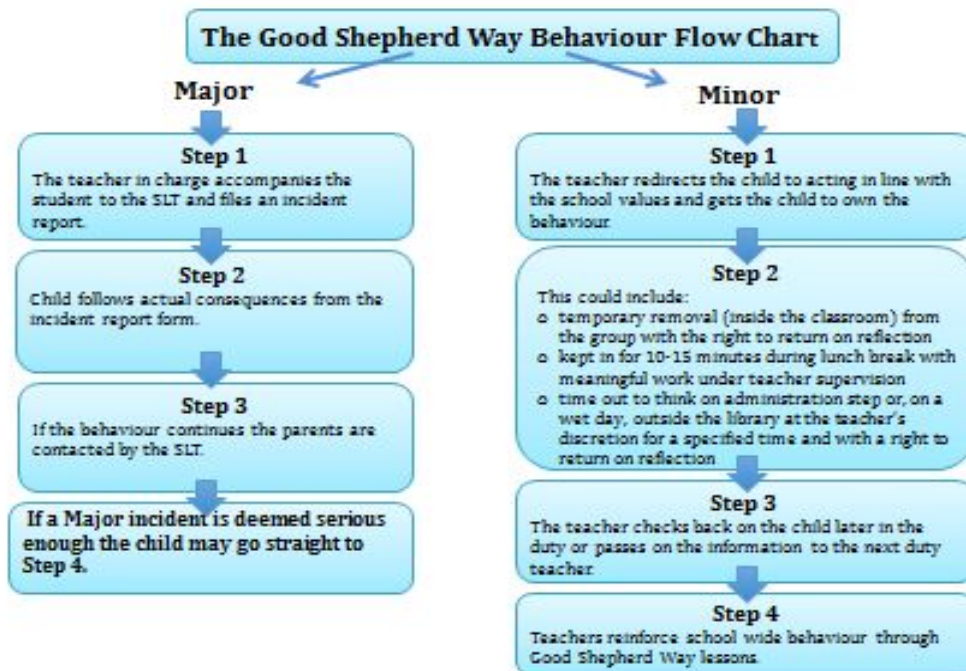 The Good Shepherd Way Behaviour Flow Chart
Major
Step 1
The teacher in charge accompanies the
student to the SLT and files an incident
report.
Step 2
Child follows actual consequences from the
incident report form.
Step 3
If the behaviour continues the parents are
contacted by the SLT.
If a Major incident is deemed serious
enough the child may go straight to
Step 4.
Minor
Step 1
The teacher redirects the child to acting in line with
the school values and gets the child to own the
behaviour.
Step 2
This could include:
o temporary removal (inside the classroom) from
the group with the right to return on reflection
o kept in for 10-15 minutes during lunch break with
meaningful work under teacher supervision
o time out to think on administration step or, on a
wet day, outside the library at the teacher's
discretion for a specified time and with a right to
return on reflection
Step 3
The teacher checks back on the child later in the
duty or passes on the information to the next duty
teacher.
Step 4
Teachers reinforce school wide behaviour through
Good Shepherd Way lessons.